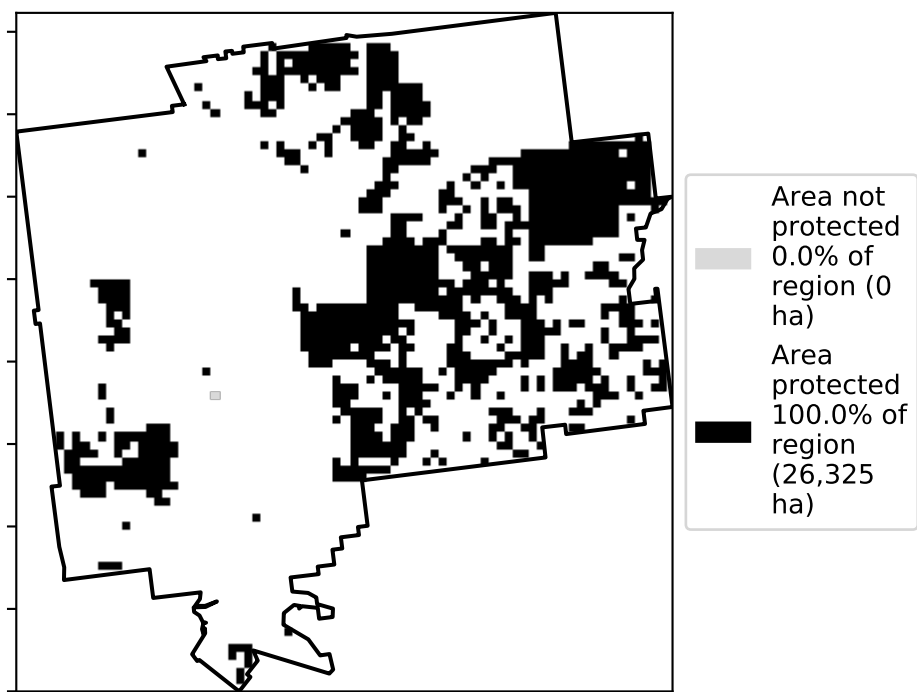 Area not
protected
0.0% of
region (0
ha)
Area
protected
100.0% of
region
(26,325
ha)